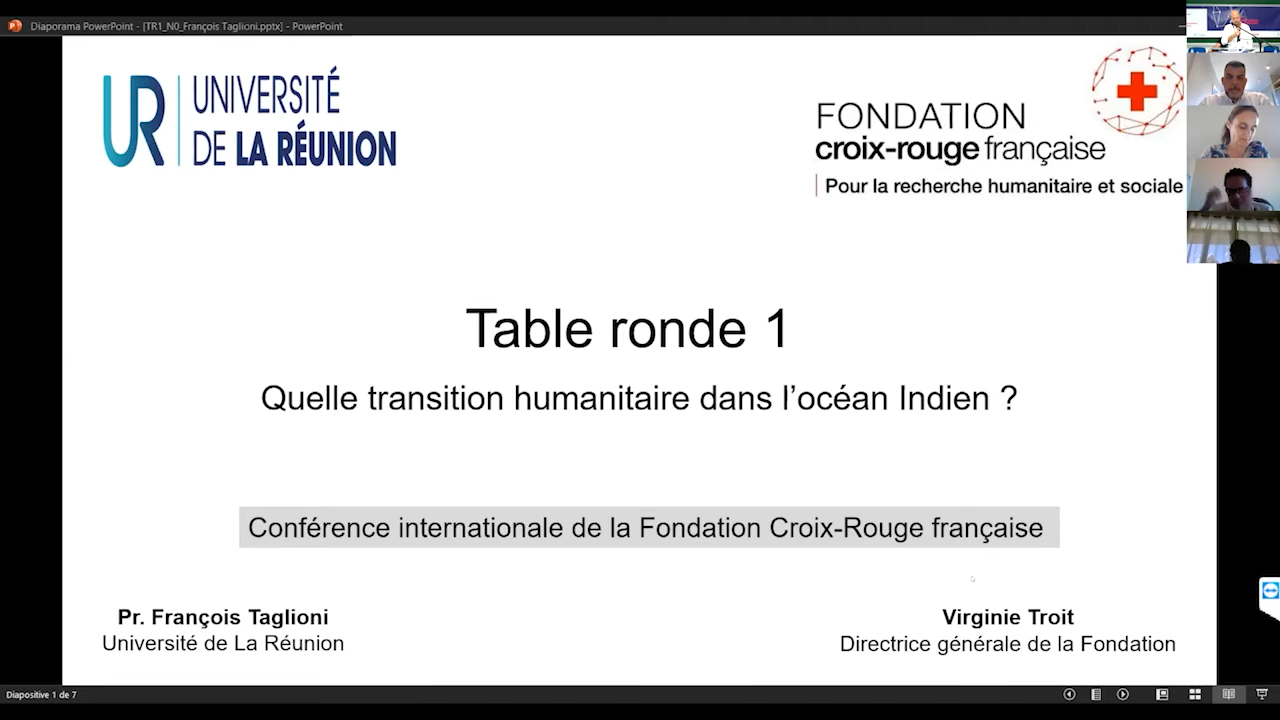 Diaporama PowerPoint - [TR1_N0_François Taglioni.pptx] - PowerPoint
UR
UNIVERSITÉ
DE LA RÉUNION
FONDATION
croix-rouge française
Pour la recherche humanitaire et sociale
Table ronde 1
Quelle transition humanitaire dans l'océan Indien ?
Conférence internationale de la Fondation Croix-Rouge française
Pr. François Taglioni
Université de La Réunion
Virginie Troit
Directrice générale de la Fondation
Diapositive 1 de 7